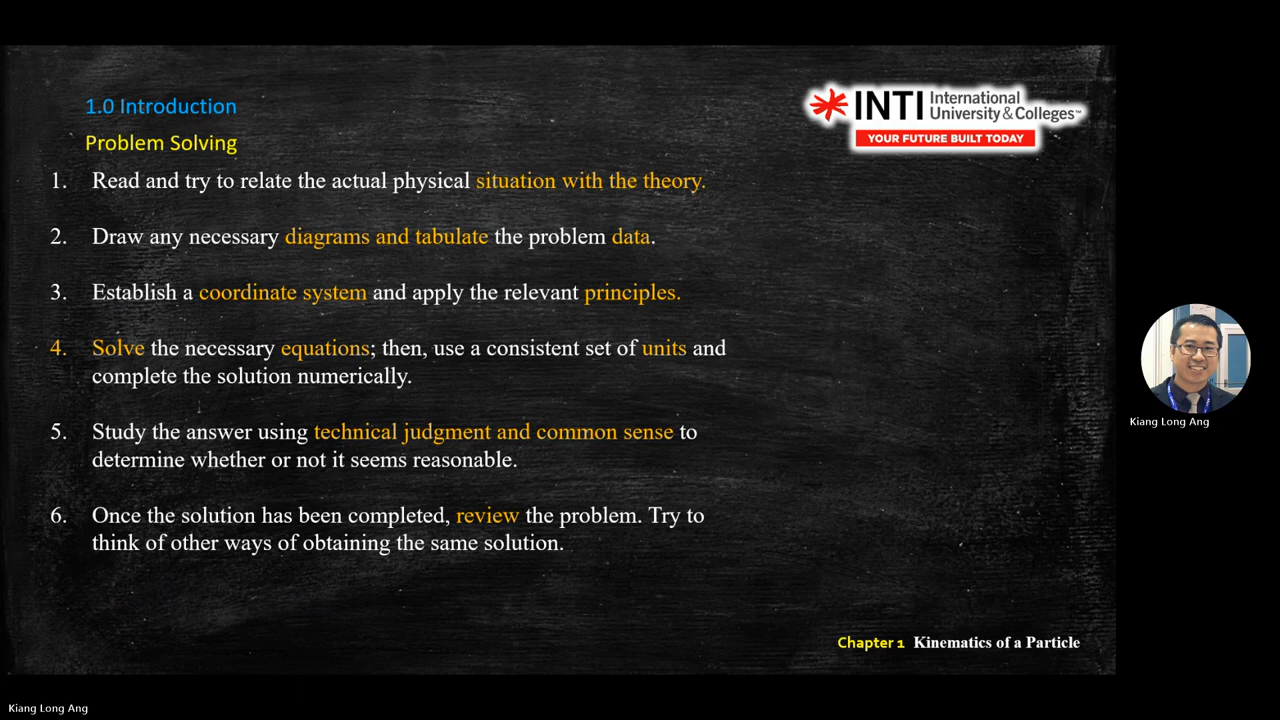 1.0 Introduction
Problem Solving
INTI International
University & Colleges™
YOUR FUTURE BUILT TODAY
1. Read and try to relate the actual physical situation with the theory.
2. Draw any necessary diagrams and tabulate the problem data.
3. Establish a coordinate system and apply the relevant principles.
4. Solve the necessary equations; then, use a consistent set of units and
complete the solution numerically.
5. Study the answer using technical judgment and common sense to
determine whether or not it seems reasonable.
6. Once the solution has been completed, review the problem. Try to
think of other ways of obtaining the same solution.
Kiang Long Ang
Chapter 1 Kinematics of a Particle
Kiang Long Ang